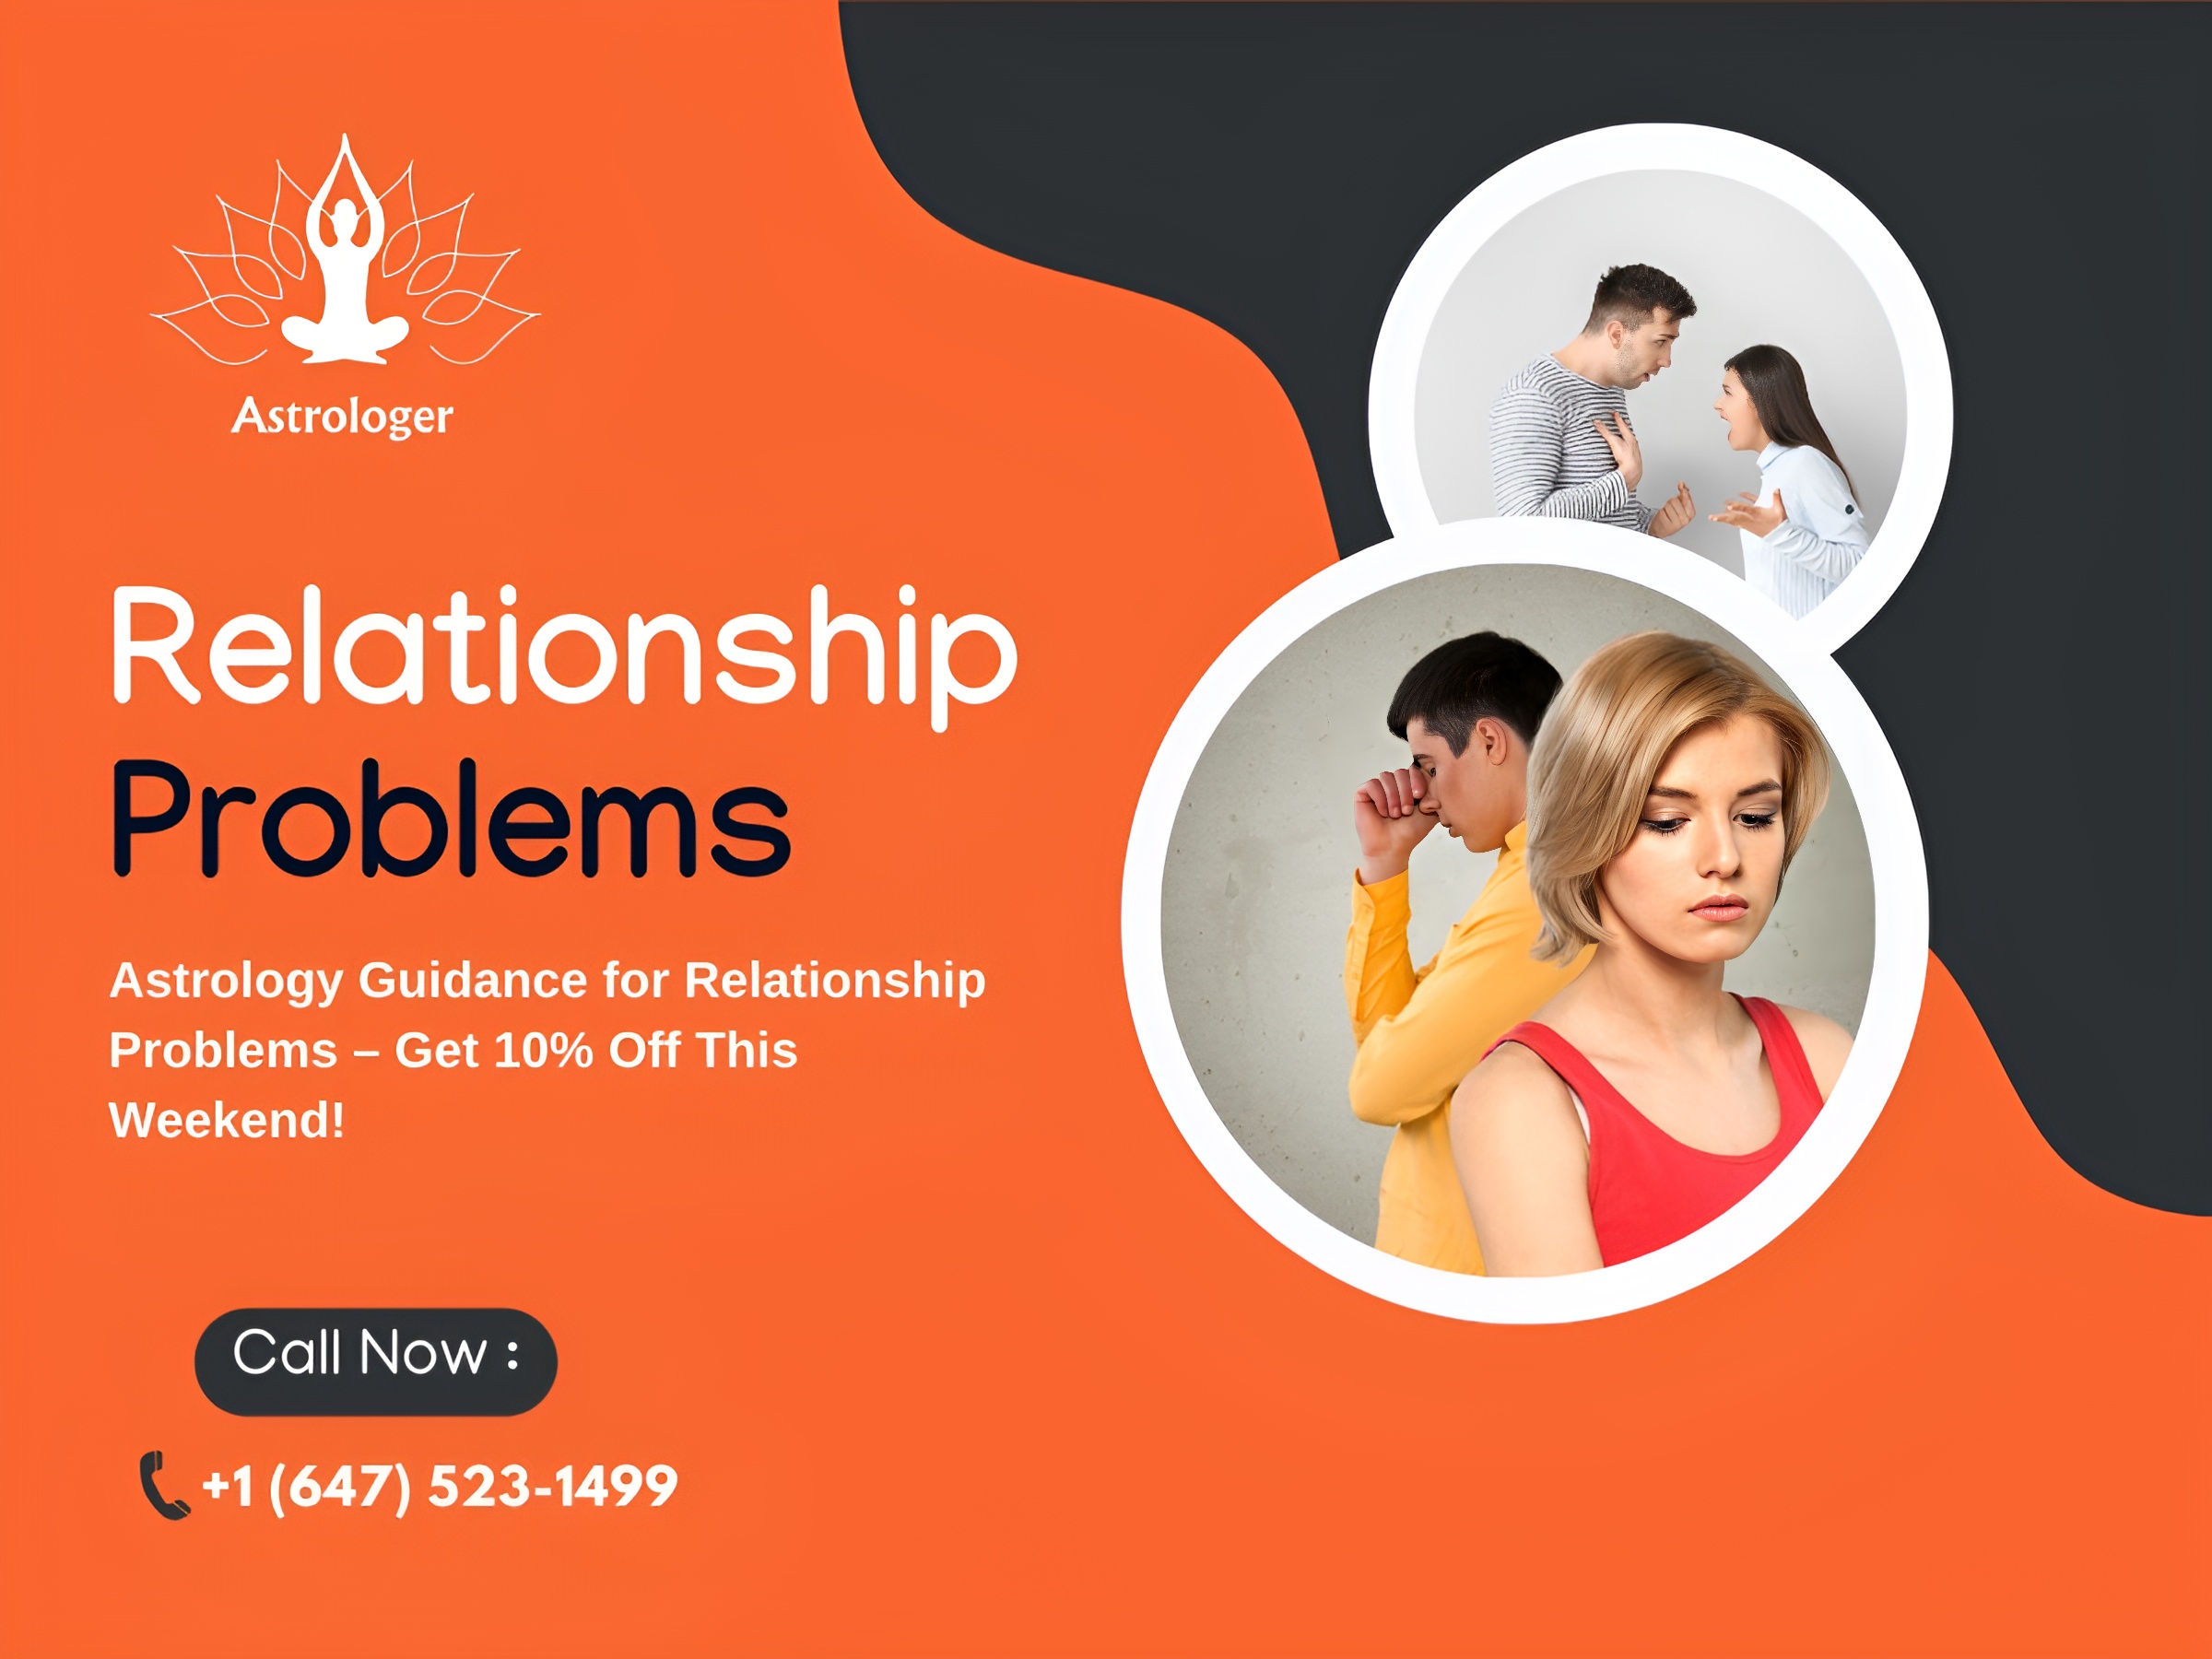 Astrologer
Relationship
Problems
Astrology Guidance for Relationship
Problems – Get 10% Off This
Weekend!
Call Now :
+1 (647) 523-1499